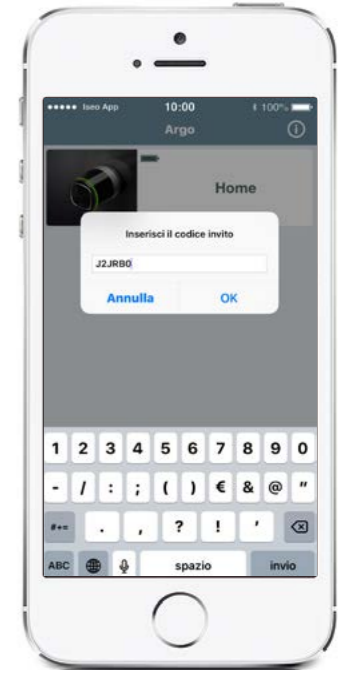 Iseo App 10:00 100%
Argo
Home
Inserisci il codice invito
J2JRB0
Annulla OK
1 2 3 4 5 6 7 8 9 0
- / : ; ( ) € & @ "
#+= . , ? ! '
ABC spazio invio